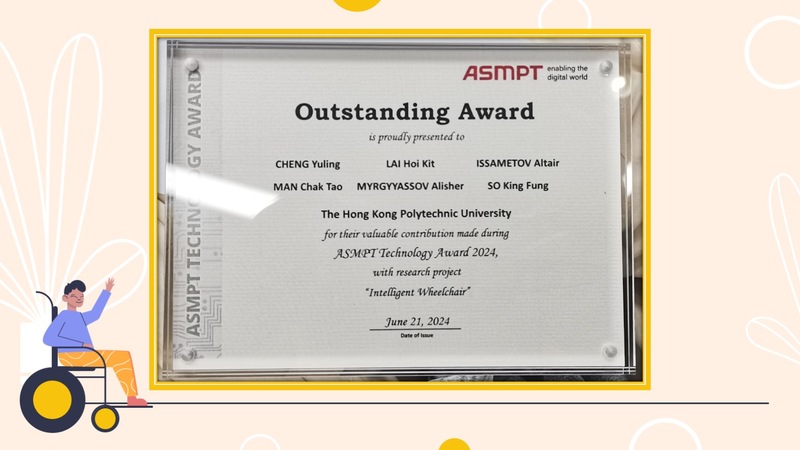 ASMPT TECHNOLOGY AWARD
ASMPT enabling the
digital world
Outstanding Award
is proudly presented to
CHENG Yuling LAI Hoi Kit ISSAMETOV Altair
MAN Chak Tao MYRGYYASSOV Alisher SO King Fung
The Hong Kong Polytechnic University
for their valuable contribution made during
ASMPT Technology Award 2024,
with research project
“Intelligent Wheelchair”
June 21, 2024
Date of Issue